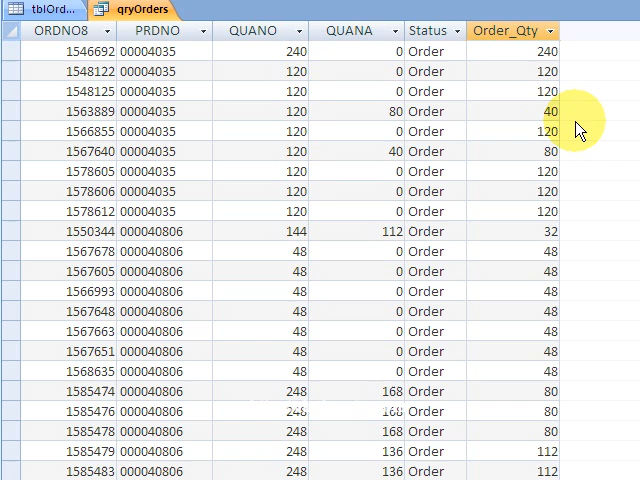 tblOrd... qryOrders
ORDNO8 PRDNO QUANO QUANA Status Order_Qty
1546692 00004035 240 0 Order 240
1548122 00004035 120 0 Order 120
1548125 00004035 120 0 Order 120
1563889 00004035 120 80 Order 40
1566855 00004035 120 0 Order 120
1567640 00004035 120 40 Order 80
1578605 00004035 120 0 Order 120
1578606 00004035 120 0 Order 120
1578612 00004035 120 0 Order 120
1550344 000040806 144 112 Order 32
1567678 000040806 48 0 Order 48
1567605 000040806 48 0 Order 48
1566993 000040806 48 0 Order 48
1567648 000040806 48 0 Order 48
1567663 000040806 48 0 Order 48
1567651 000040806 48 0 Order 48
1568635 000040806 48 0 Order 48
1585474 000040806 248 168 Order 80
1585476 000040806 248 168 Order 80
1585478 000040806 248 168 Order 80
1585479 000040806 248 136 Order 112
1585483 000040806 248 136 Order 112